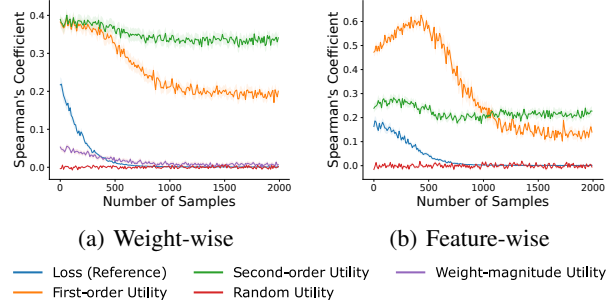 Spearman's Coefficient
0.4
0.3
0.2
0.1
0.0
0 500 1000 1500 2000
Number of Samples
(a) Weight-wise
Spearman's Coefficient
0.6
0.5
0.4
0.3
0.2
0.1
0.0
0 500 1000 1500 2000
Number of Samples
(b) Feature-wise
Loss (Reference) Second-order Utility Weight-magnitude Utility
First-order Utility Random Utility